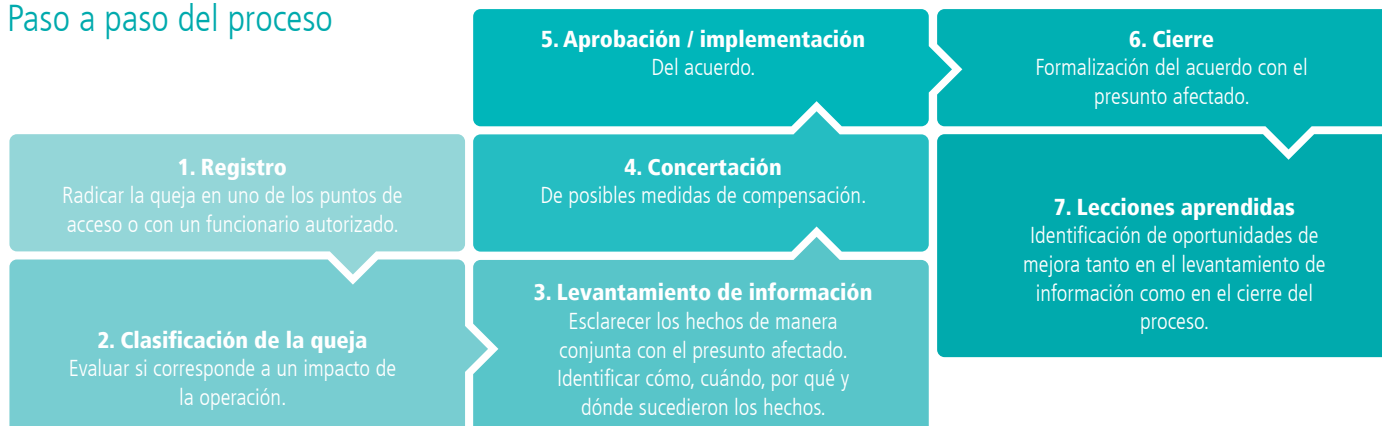 Paso a paso del proceso
1. Registro
Radicar la queja en uno de los puntos de
acceso o con un funcionario autorizado.
2. Clasificación de la queja
Evaluar si corresponde a un impacto de
la operación.
3. Levantamiento de información
Esclarecer los hechos de manera
conjunta con el presunto afectado.
Identificar cómo, cuándo, por qué y
dónde sucedieron los hechos.
4. Concertación
De posibles medidas de compensación.
5. Aprobación / implementación
Del acuerdo.
6. Cierre
Formalización del acuerdo con el
presunto afectado.
7. Lecciones aprendidas
Identificación de oportunidades de
mejora tanto en el levantamiento de
información como en el cierre del
proceso.